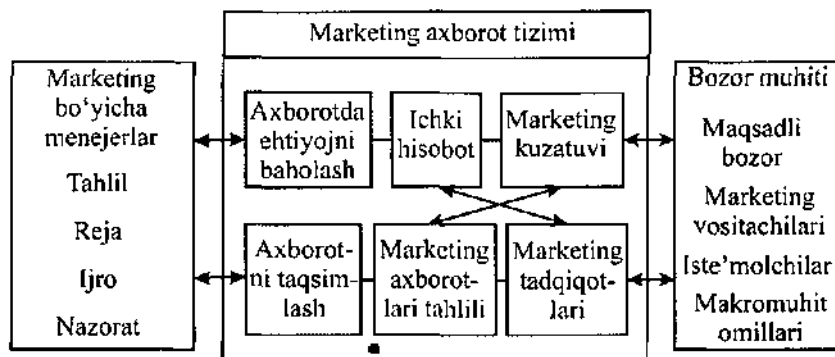 Marketing axborot tizimi
Marketing
bo‘yicha
menejerlar
Tahlil
Reja
Ijro
Nazorat
Axborotda
ehtiyojni
baholash
Ichki
hisobot
Marketing
kuzatuvi
Axborot-
ni taqsim-
lash
Marketing
axborot-
lari tahlili
Marketing
tadqiqot-
lari
Bozor muhiti
Maqsadli
bozor
Marketing
vositachilari
Iste’molchilar
Makromuhit
omillari